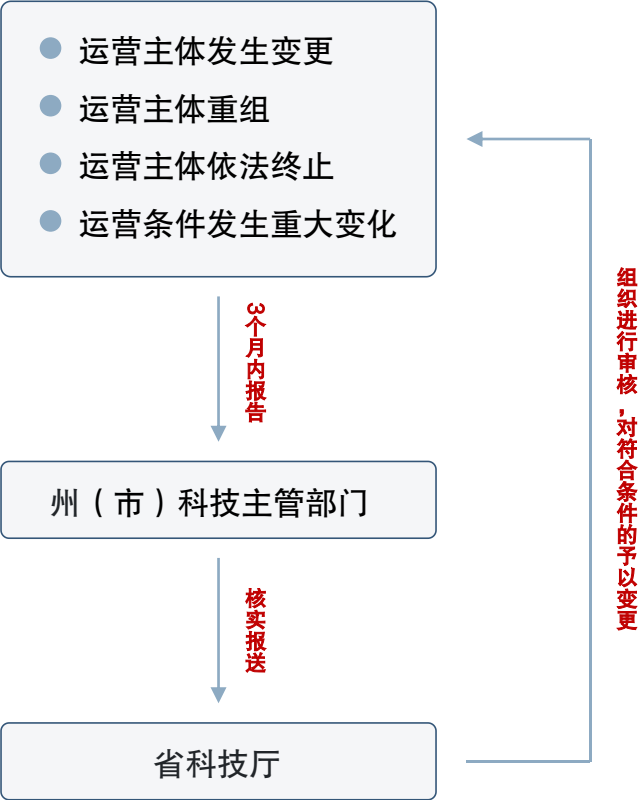 运营主体发生变更
运营主体重组
运营主体依法终止
运营条件发生重大变化
3个月内报告
州（市）科技主管部门
核实报送
省科技厅
组织进行审核，对符合条件的予以变更